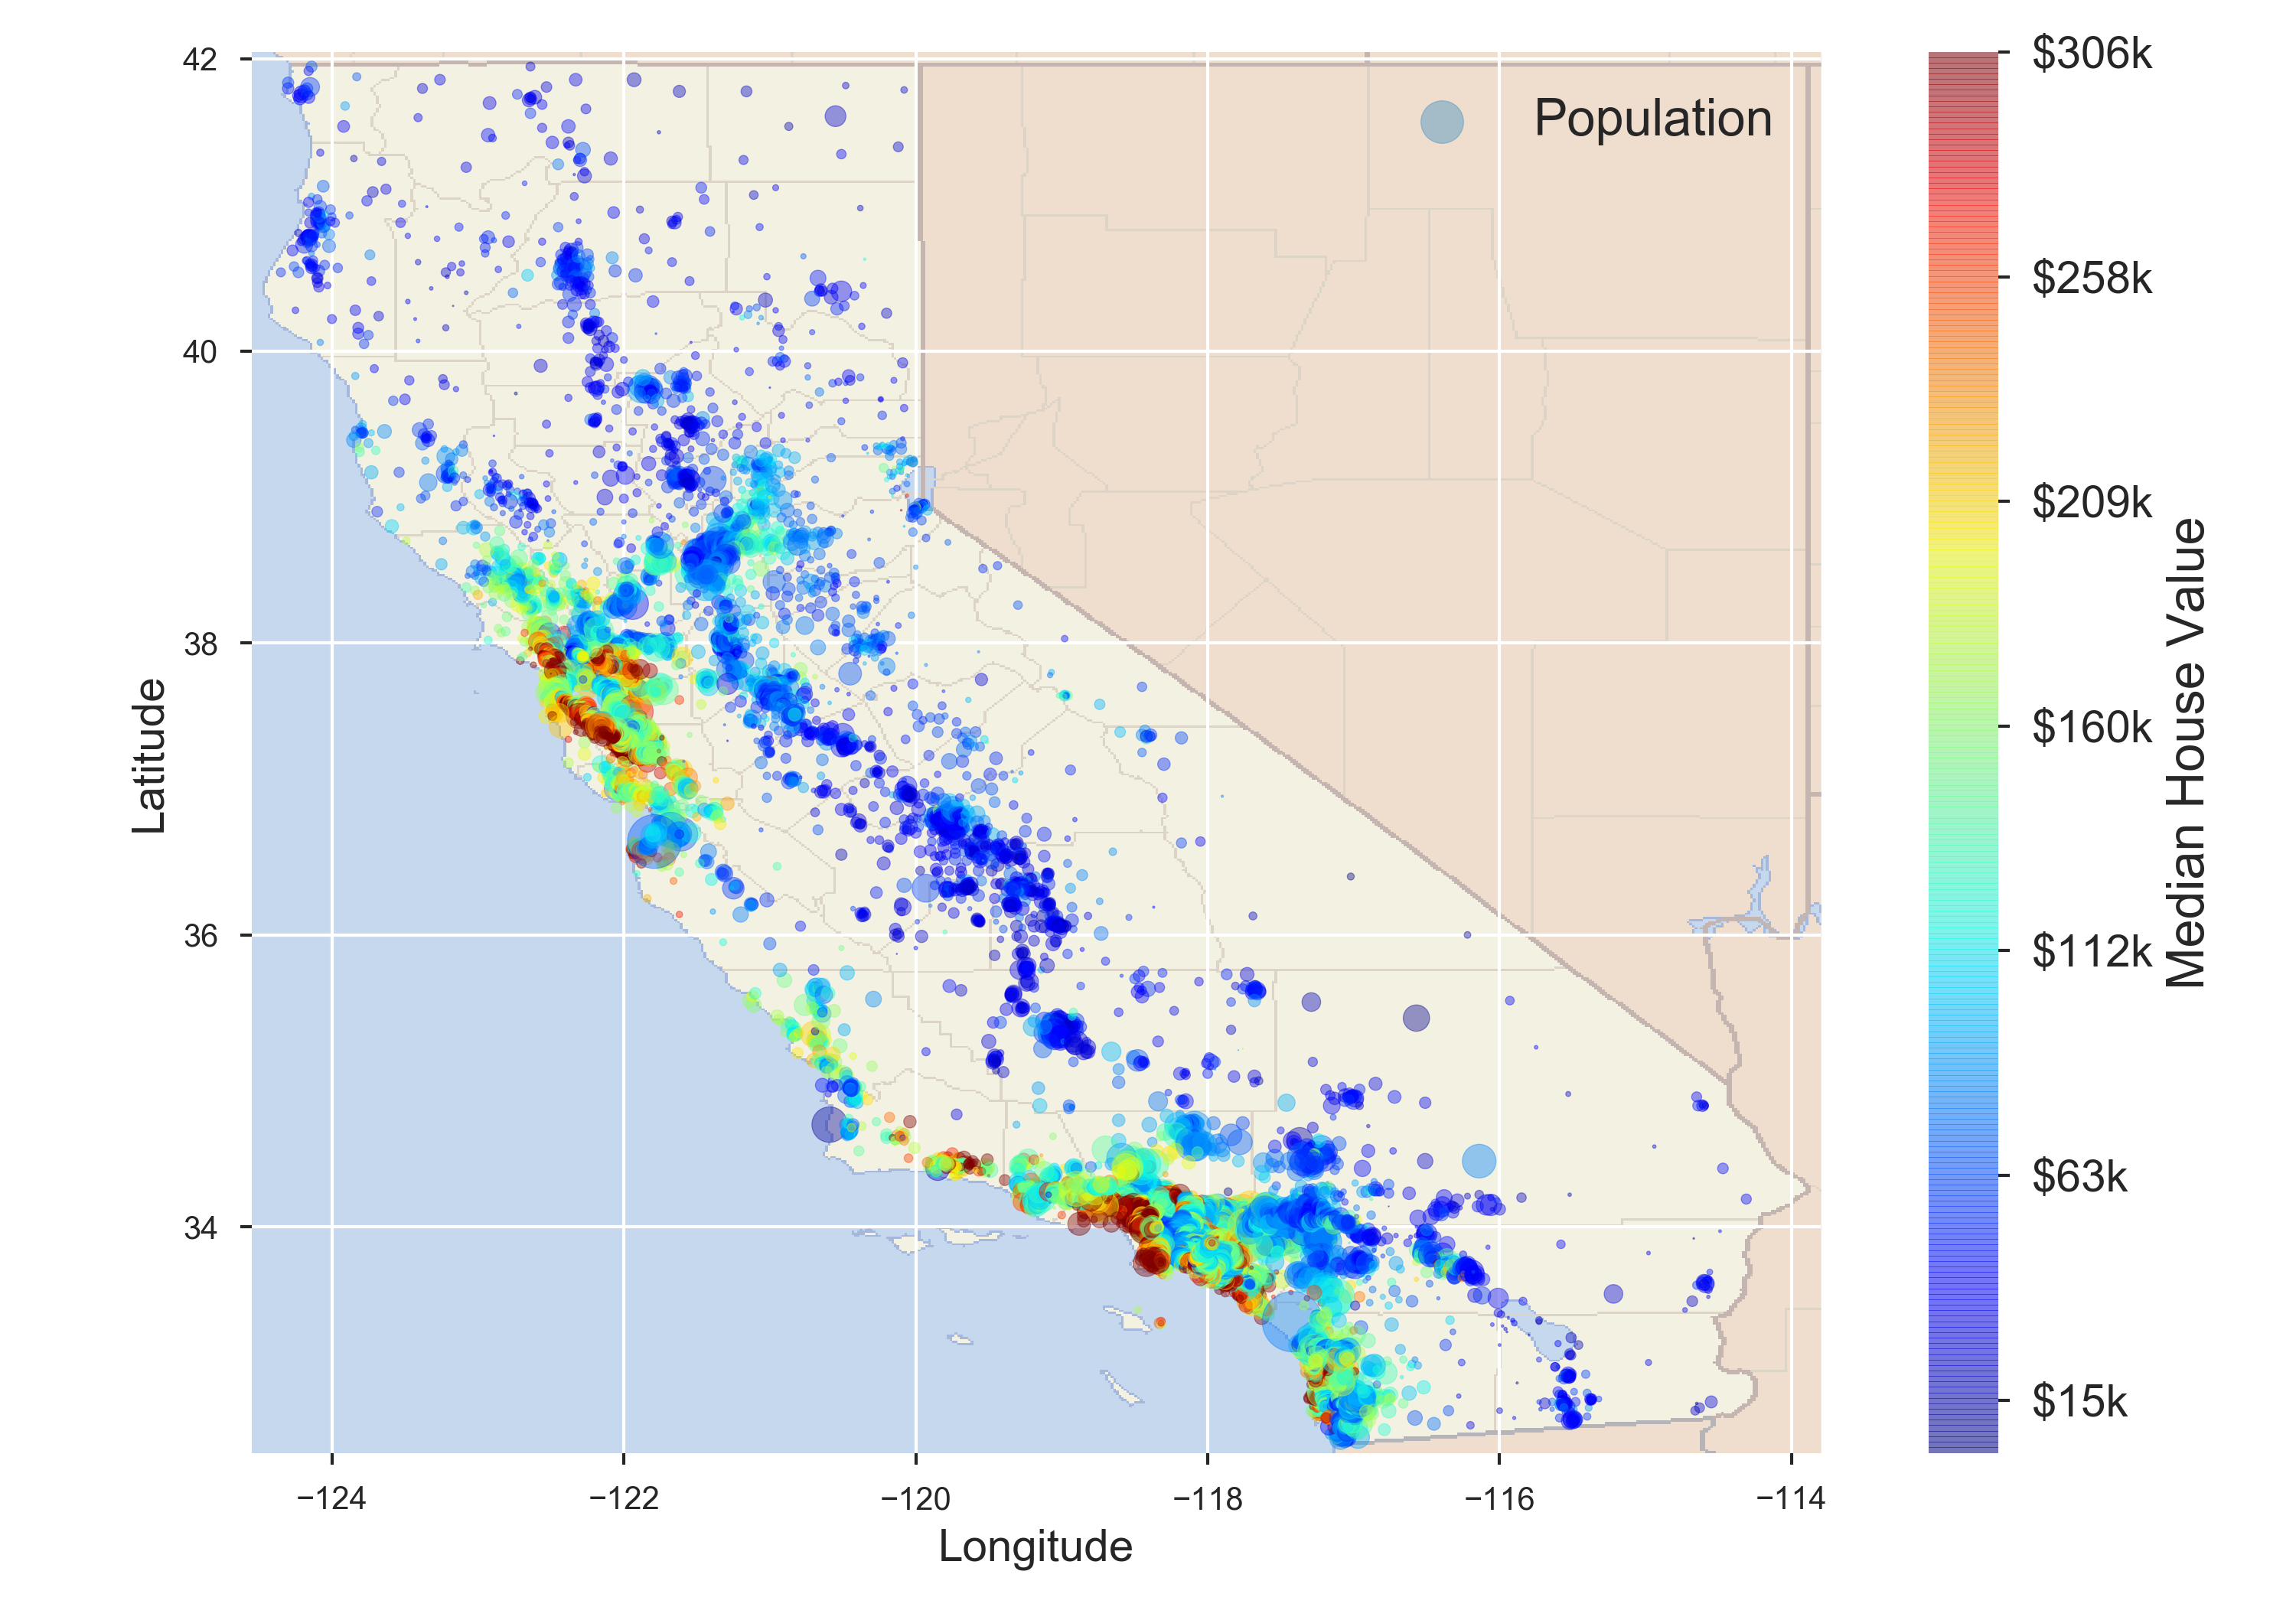 Population
42
40
38
36
34
Latitude
−124
−122
−120
−118
−116
−114
Longitude
$306k
$258k
$209k
$160k
$112k
$63k
$15k
Median House Value